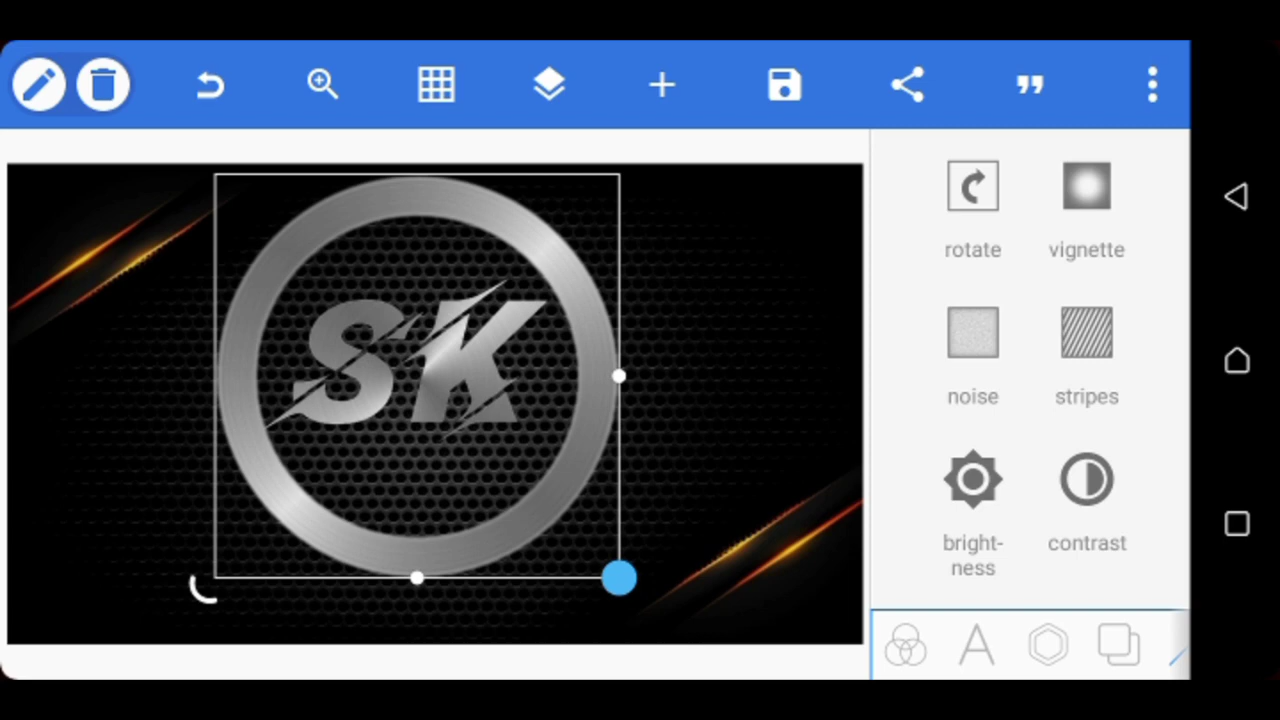 SK
rotate
vignette
noise
stripes
bright-
ness
contrast